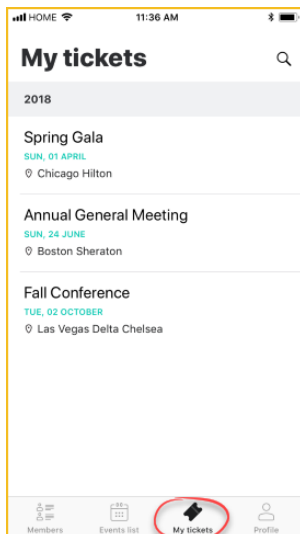 HOME 11:36 AM
My tickets
2018
Spring Gala
SUN, 01 APRIL
Chicago Hilton
Annual General Meeting
SUN, 24 JUNE
Boston Sheraton
Fall Conference
TUE, 02 OCTOBER
Las Vegas Delta Chelsea
Members Events list My tickets Profile